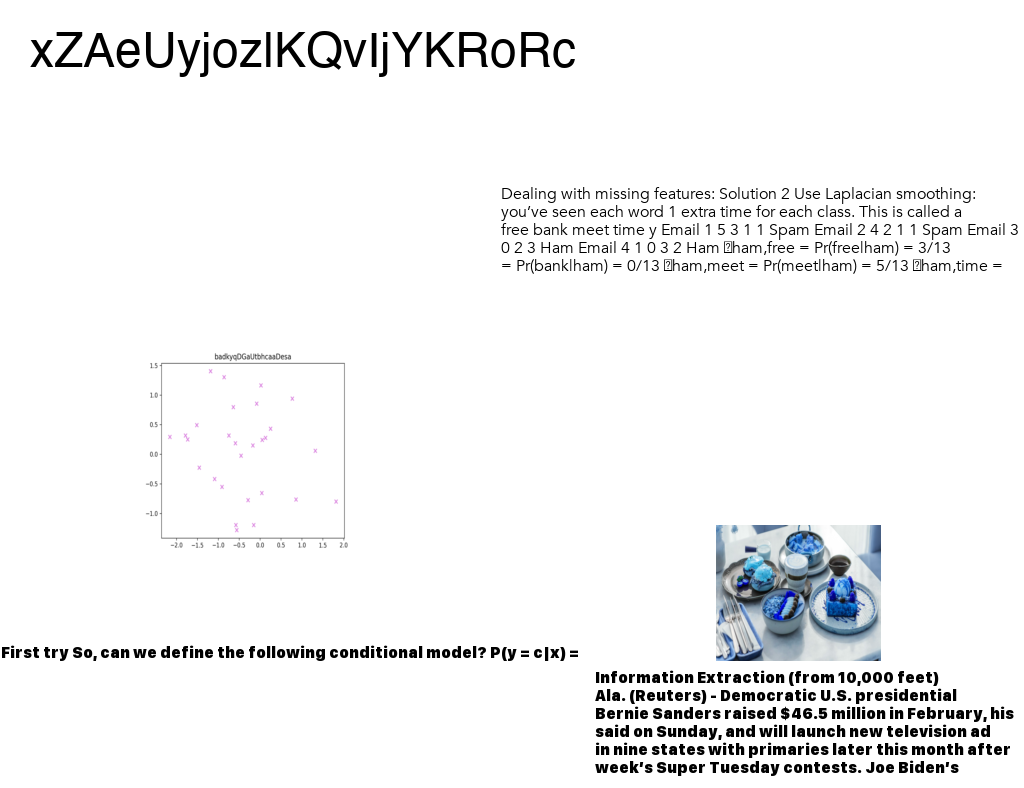 xZAeUyjozlKQvljYKRoRc
Dealing with missing features: Solution 2 Use Laplacian smoothing:
you’ve seen each word 1 extra time for each class. This is called a
free bank meet time y Email 1 5 3 1 1 Spam Email 2 4 2 1 1 Spam Email 3
0 2 3 Ham Email 4 1 0 3 2 Ham ham,free = Pr(free|ham) = 3/13
= Pr(bank|ham) = 0/13 ham,meet = Pr(meet|ham) = 5/13 ham,time =
badkyqDGaUtbhcaaDesa
1.5
1.0
0.5
0.0
−0.5
−1.0
−2.0 −1.5 −1.0 −0.5 0.0 0.5 1.0 1.5 2.0
First try So, can we define the following conditional model? P(y = c|x) =
Information Extraction (from 10,000 feet)
Ala. (Reuters) - Democratic U.S. presidential
Bernie Sanders raised $46.5 million in February, his
said on Sunday, and will launch new television ad
in nine states with primaries later this month after
week’s Super Tuesday contests. Joe Biden’s